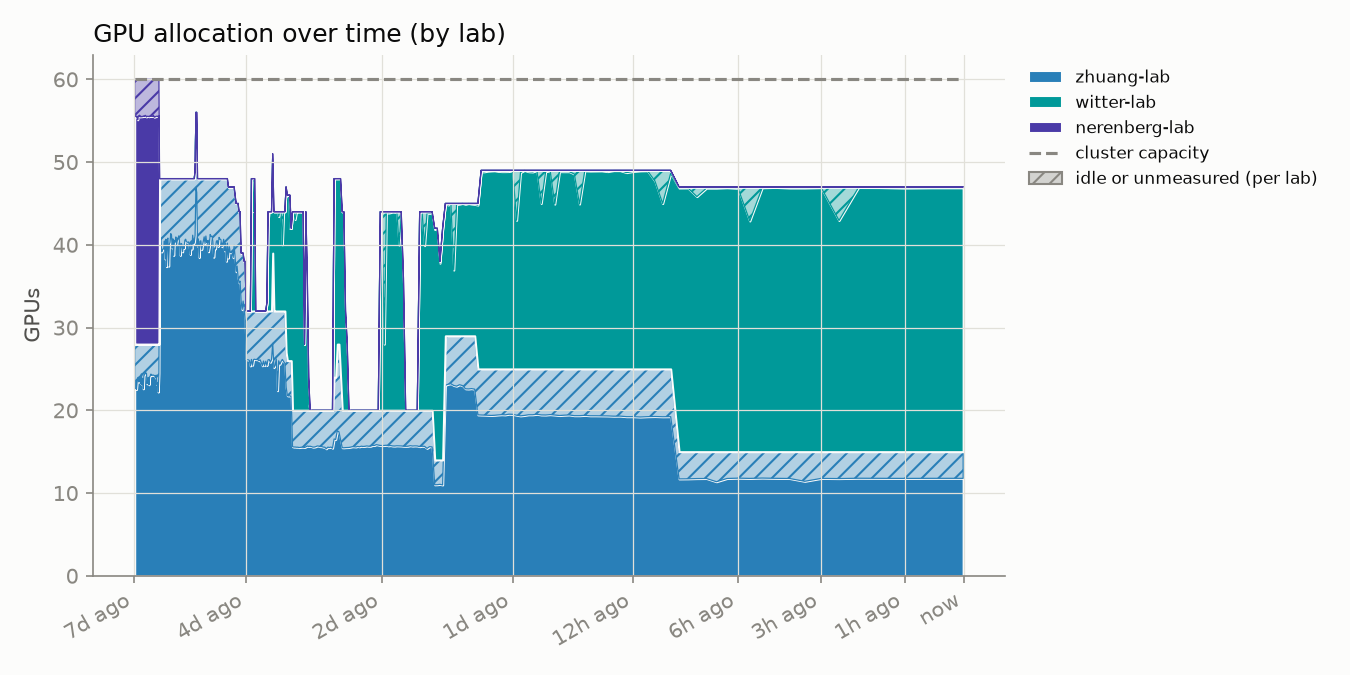 GPU allocation over time (by lab)
GPUs
60
50
40
30
20
10
0
7d ago
4d ago
2d ago
1d ago
12h ago
6h ago
3h ago
1h ago
now
zhuang-lab
witter-lab
nerenberg-lab
cluster capacity
idle or unmeasured (per lab)